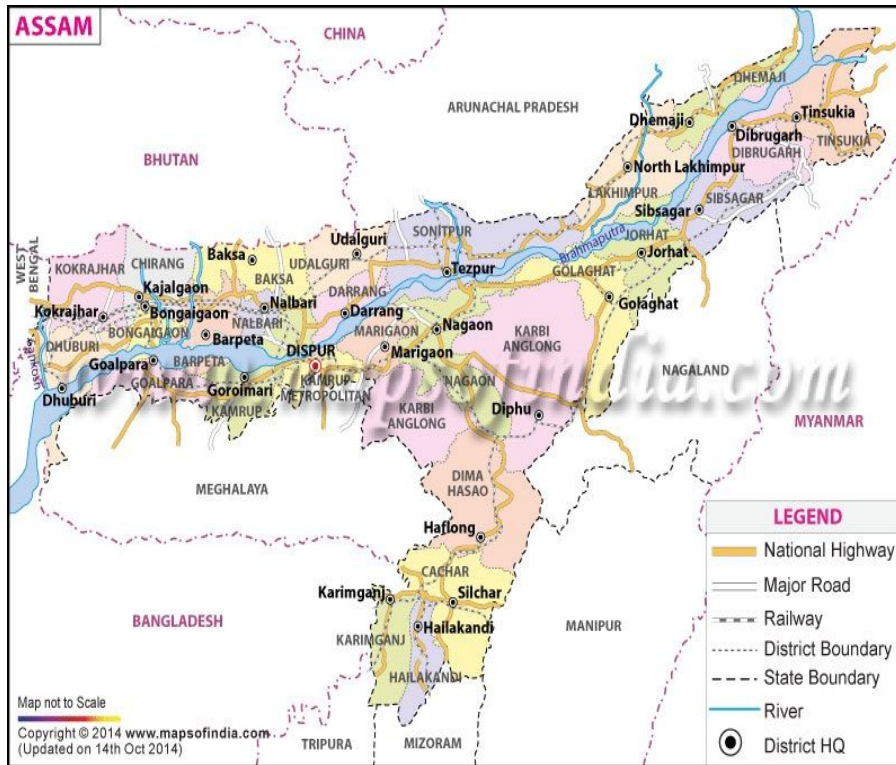 ASSAM
CHINA
ARUNACHAL PRADESH
BHUTAN
DHEMAJI
Dhemaji
Tinsukia
TINSUKIA
Dibrugarh
DIBRUGARH
North Lakhimpur
LAKHIMPUR
SIBSAGAR
Sibsagar
WEST
BENGAL
KOKRAJHAR
CHIRANG
Baksa
BAKSA
UDALGURI
Udalguri
SONITPUR
Tezpur
Brahmaputra
JORHAT
Jorhat
GOLAGHAT
Golaghat
Kajalgaon
Kokrajhar
Bongaigaon
BONGAIGAON
Nalbari
NALBARI
DARRANG
Darrang
Nagaon
MARIGAON
Marigaon
KARBI
ANGLONG
Sankosh
DHUBURI
Dhuburi
Barpeta
BARPETA
Goalpara
GOALPARA
DISPUR
Goroimari
KAMRUP
KAMRUP
METROPOLITAN
NAGAON
KARBI
ANGLONG
Diphu
NAGALAND
www.mapsofindia.com
MYANMAR
MEGHALAYA
DIMA
HASAO
Haflong
CACHAR
Karimganj
Silchar
Hailakandi
KARIMGANJ
HAILAKANDI
BANGLADESH
MANIPUR
TRIPURA
MIZORAM
LEGEND
National Highway
Major Road
Railway
District Boundary
State Boundary
River
District HQ
Map not to Scale
Copyright © 2014 www.mapsofindia.com
(Updated on 14th Oct 2014)